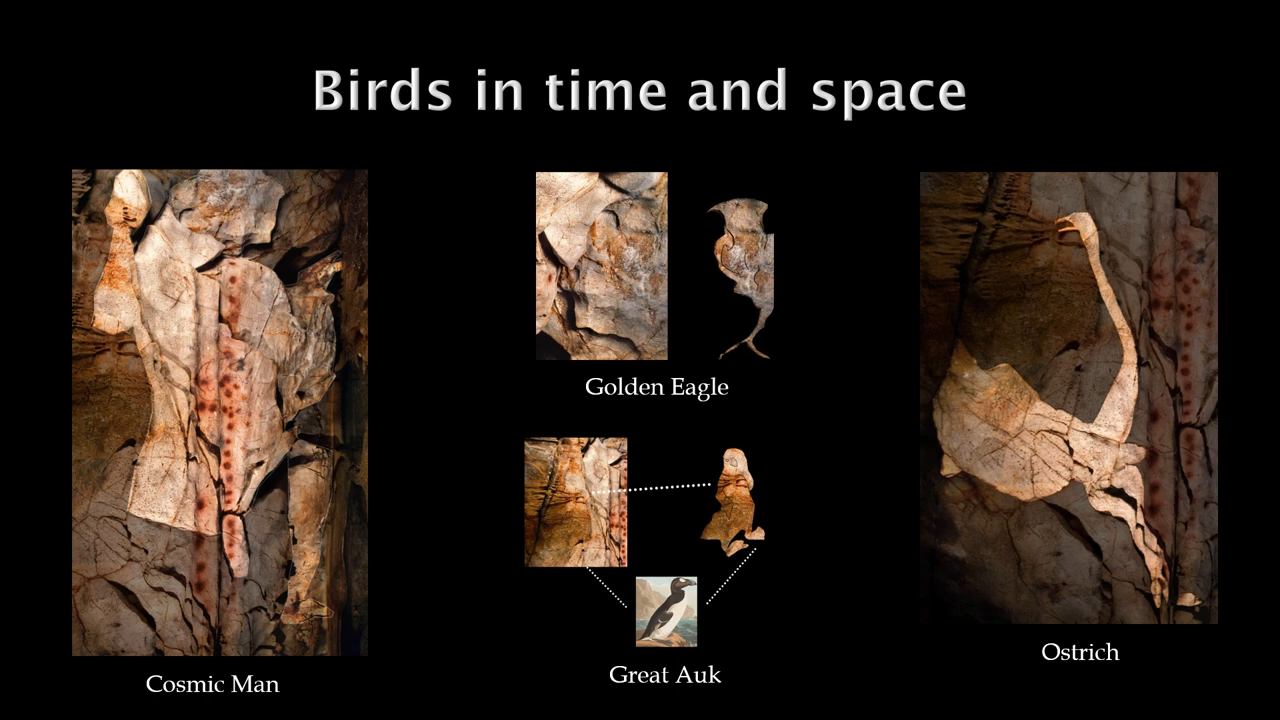 Birds in time and space
Golden Eagle
Ostrich
Great Auk
Cosmic Man